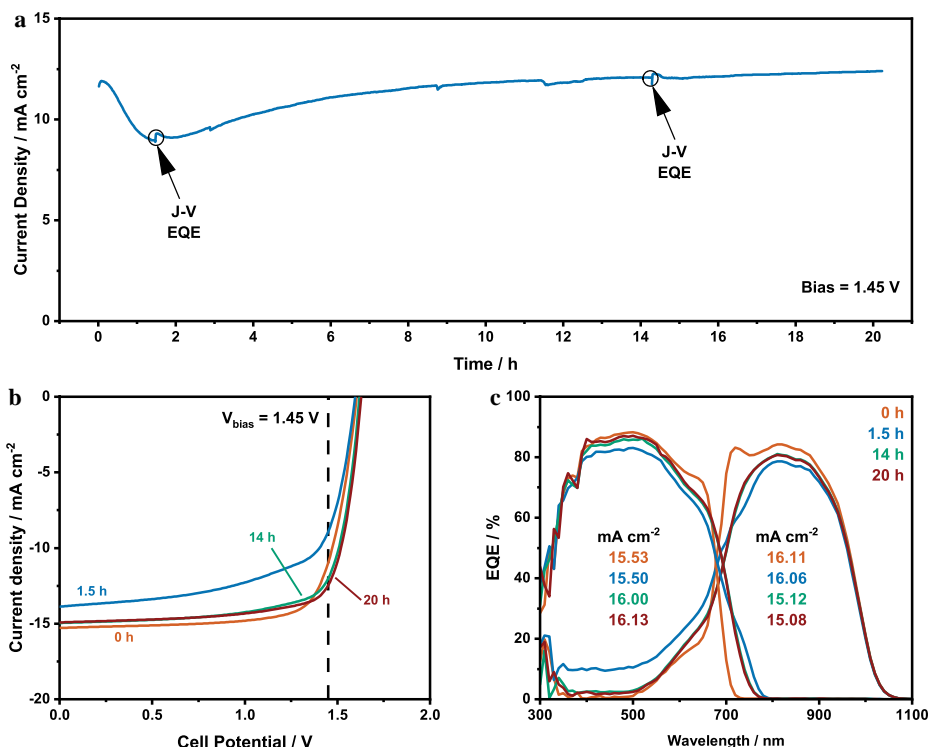 a
15
10
5
0
Current Density / mA cm-2
J-V
EQE
J-V
EQE
Bias = 1.45 V
0 2 4 6 8 10 12 14 16 18 20
Time / h
b
0
-5
-10
-15
-20
Current density / mA cm-2
Vbias = 1.45 V
14 h
1.5 h
20 h
0 h
0.0 0.5 1.0 1.5 2.0
Cell Potential / V
c
100
80
60
40
20
0
EQE / %
0 h
1.5 h
14 h
20 h
mA cm-2 mA cm-2
15.53 16.11
15.50 16.06
16.00 15.12
16.13 15.08
300 500 700 900 1100
Wavelength / nm